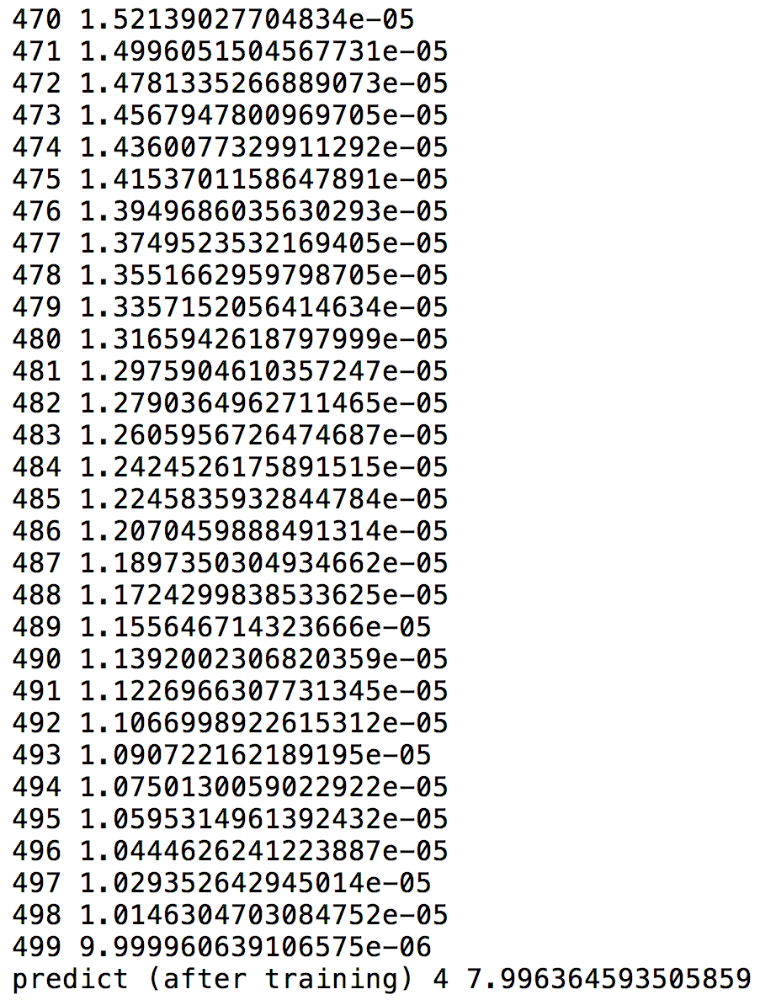 470 1.52139027704834e-05
471 1.4996051504567731e-05
472 1.4781335266889073e-05
473 1.4567947800969705e-05
474 1.4360077329911292e-05
475 1.4153701158647891e-05
476 1.3949686035630293e-05
477 1.3749523532169405e-05
478 1.3551662959798705e-05
479 1.3357152056414634e-05
480 1.3165942618797999e-05
481 1.2975904610357247e-05
482 1.2790364962711465e-05
483 1.2605956726474687e-05
484 1.2424526175891515e-05
485 1.2245835932844784e-05
486 1.2070459888491314e-05
487 1.1897350304934662e-05
488 1.1724299838533625e-05
489 1.155646714323666e-05
490 1.1392002306820359e-05
491 1.1226966307731345e-05
492 1.1066998922615312e-05
493 1.090722162189195e-05
494 1.0750130059022922e-05
495 1.0595314961392432e-05
496 1.0444626241223887e-05
497 1.029352642945014e-05
498 1.0146304703084752e-05
499 9.999960639106575e-06
predict (after training) 4 7.996364593505859